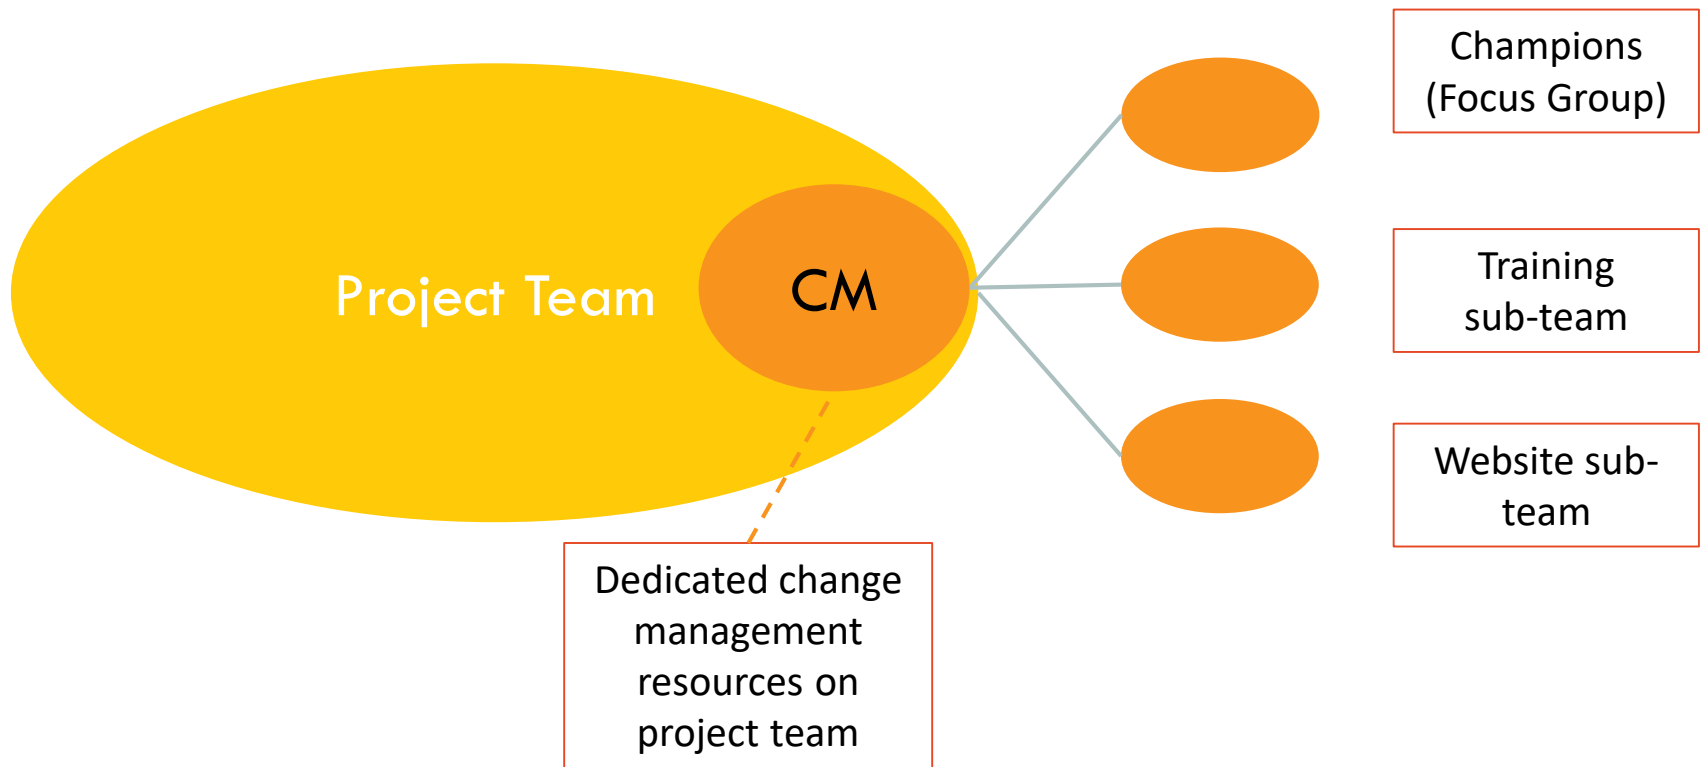 Project Team
CM
Champions
(Focus Group)
Training
sub-team
Website sub-
team
Dedicated change
management
resources on
project team